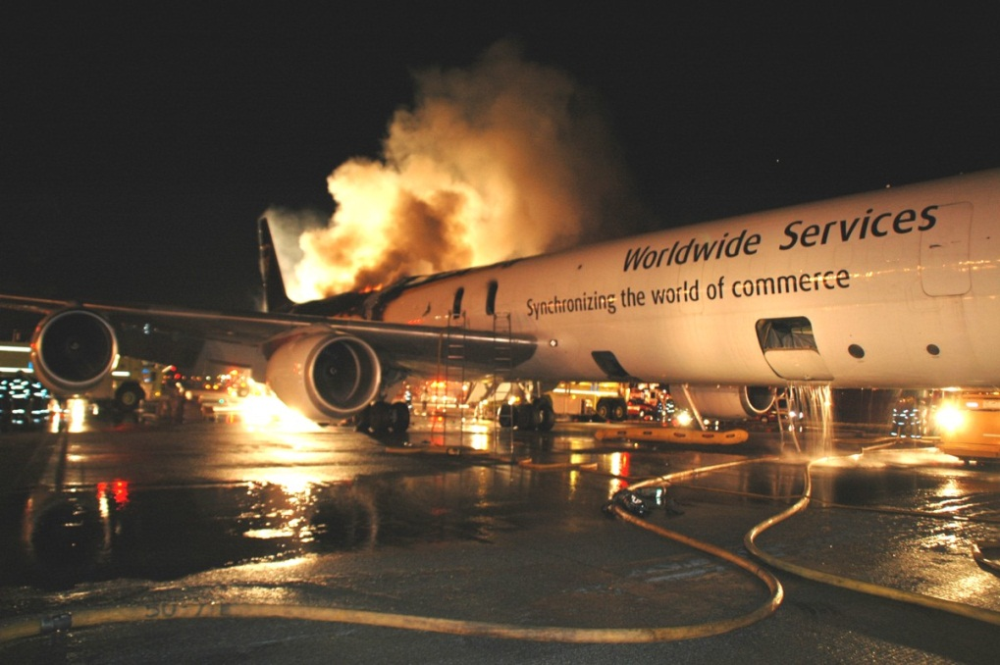 Worldwide Services
Synchronizing the world of commerce